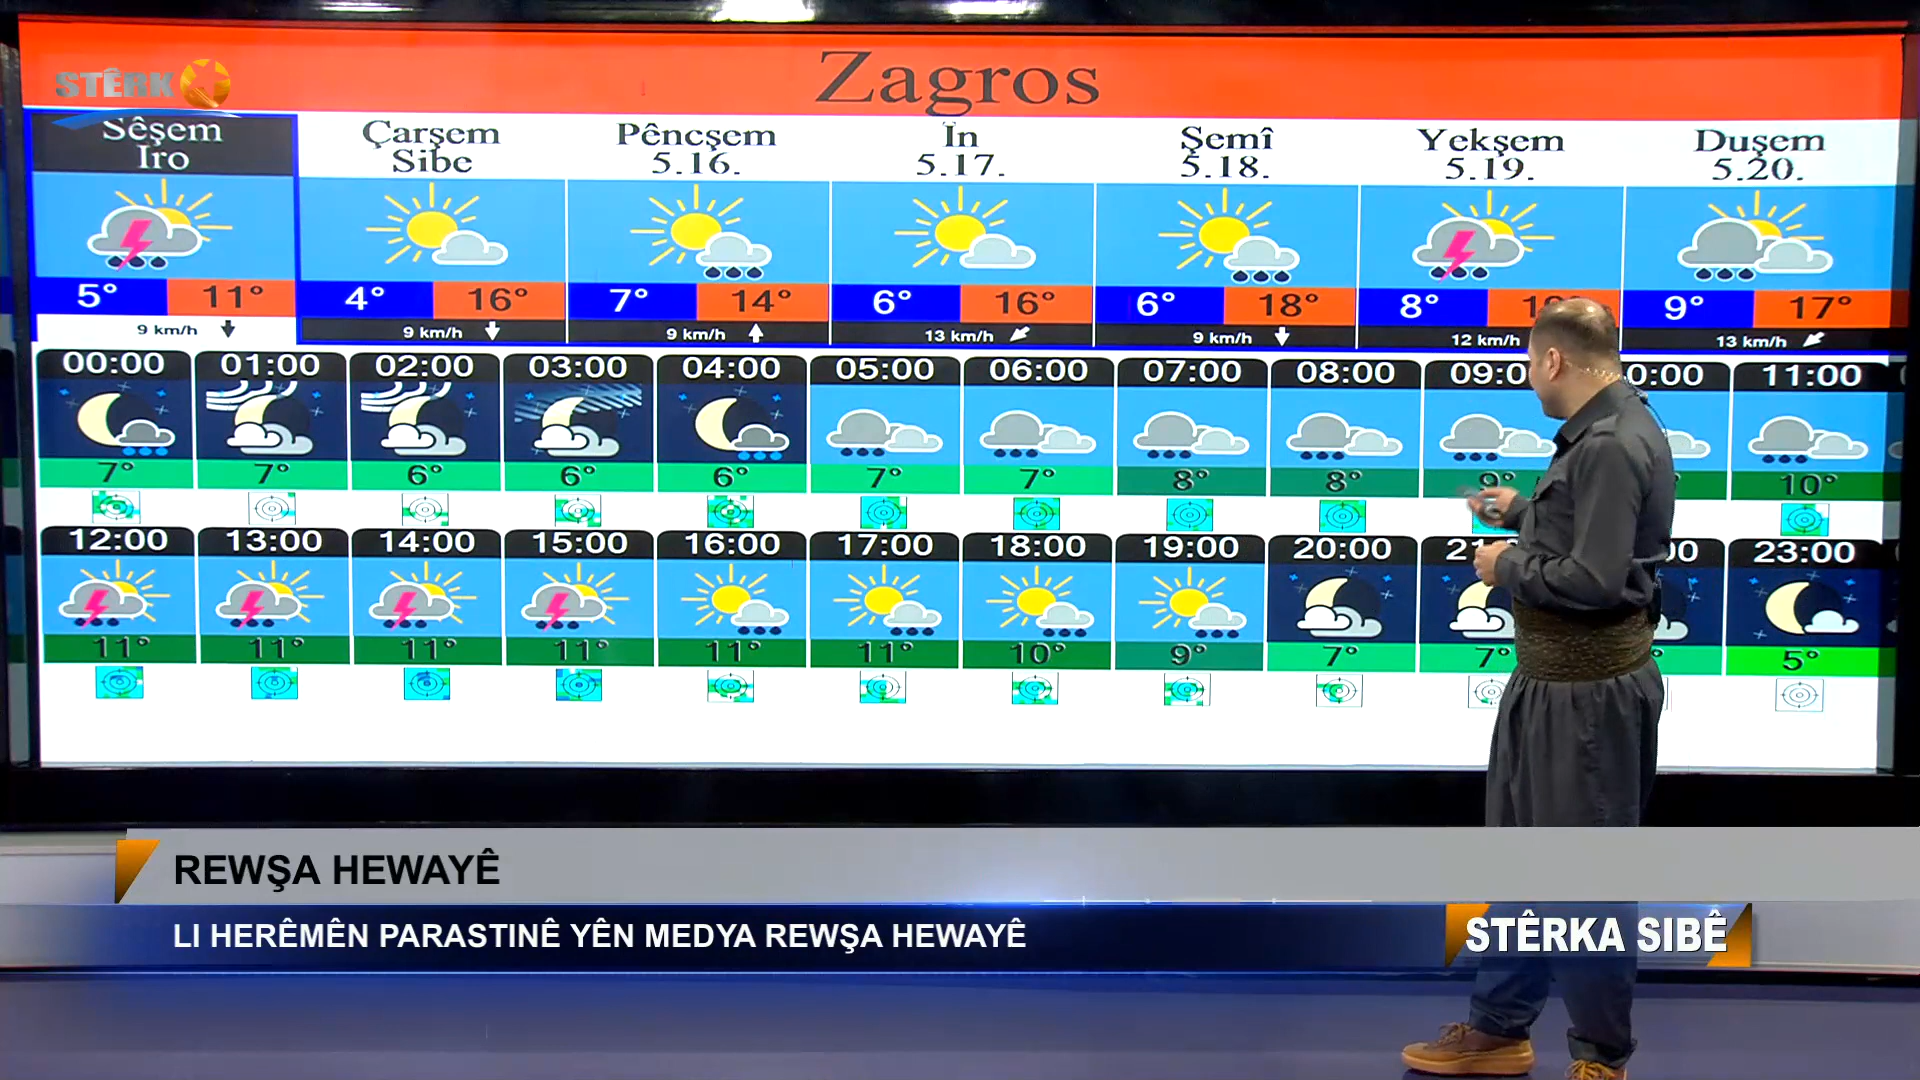 Zagros
STÊRK
Sêşem
Iro
Çarşem
Sibe
Pêncşem
5.16.
În
5.17.
Şemî
5.18.
Yekşem
5.19.
Duşem
5.20.
5° 11° 4° 16° 7° 14° 6° 16° 6° 18° 8° 9° 17°
9 km/h 9 km/h 9 km/h 13 km/h 9 km/h 12 km/h 13 km/h
00:00 01:00 02:00 03:00 04:00 05:00 06:00 07:00 08:00 09:0 0:00 11:00
7° 7° 6° 6° 6° 7° 7° 8° 8° 9° 10°
12:00 13:00 14:00 15:00 16:00 17:00 18:00 19:00 20:00 23:00
11° 11° 11° 11° 11° 11° 10° 9° 7° 7° 5°
REWŞA HEWAYÊ
LI HERÊMÊN PARASTINÊ YÊN MEDYA REWŞA HEWAYÊ
STÊRKA SIBÊ